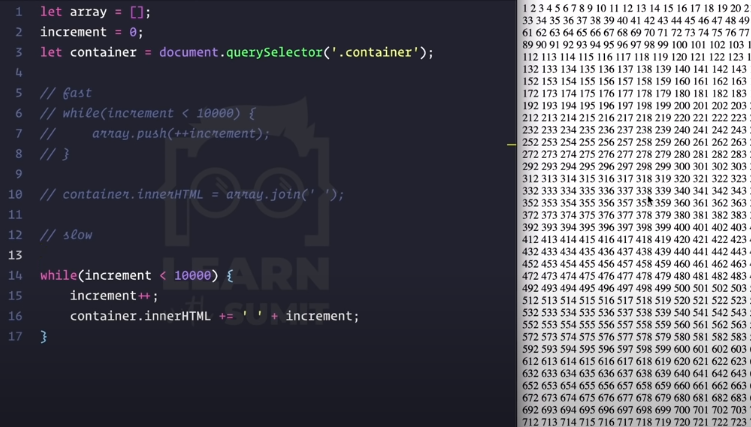 1 let array = [];
2 increment = 0;
3 let container = document.querySelector('.container');
4
5 // fast
6 // while(increment < 10000) {
7 //     array.push(++increment);
8 // }
9
10 // container.innerHTML = array.join(' ');
11
12 // slow
13
14 while(increment < 10000) {
15     increment++;
16     container.innerHTML += ' ' + increment;
17 }
LEARN
# SUMIT
1 2 3 4 5 6 7 8 9 10 11 12 13 14 15 16 17 18 19 20 2
33 34 35 36 37 38 39 40 41 42 43 44 45 46 47 48 49
61 62 63 64 65 66 67 68 69 70 71 72 73 74 75 76 77
89 90 91 92 93 94 95 96 97 98 99 100 101 102 103 1
112 113 114 115 116 117 118 119 120 121 122 123 1
132 133 134 135 136 137 138 139 140 141 142 143
152 153 154 155 156 157 158 159 160 161 162 163
172 173 174 175 176 177 178 179 180 181 182 183
192 193 194 195 196 197 198 199 200 201 202 203
212 213 214 215 216 217 218 219 220 221 222 223
232 233 234 235 236 237 238 239 240 241 242 243
252 253 254 255 256 257 258 259 260 261 262 263
272 273 274 275 276 277 278 279 280 281 282 283
292 293 294 295 296 297 298 299 300 301 302 303
312 313 314 315 316 317 318 319 320 321 322 323
332 333 334 335 336 337 338 339 340 341 342 343
352 353 354 355 356 357 358 359 360 361 362 363
372 373 374 375 376 377 378 379 380 381 382 383
392 393 394 395 396 397 398 399 400 401 402 403
412 413 414 415 416 417 418 419 420 421 422 423
432 433 434 435 436 437 438 439 440 441 442 443
452 453 454 455 456 457 458 459 460 461 462 463
472 473 474 475 476 477 478 479 480 481 482 483
492 493 494 495 496 497 498 499 500 501 502 503
512 513 514 515 516 517 518 519 520 521 522 523
532 533 534 535 536 537 538 539 540 541 542 543
552 553 554 555 556 557 558 559 560 561 562 563
572 573 574 575 576 577 578 579 580 581 582 583
592 593 594 595 596 597 598 599 600 601 602 603
612 613 614 615 616 617 618 619 620 621 622 623
632 633 634 635 636 637 638 639 640 641 642 643
652 653 654 655 656 657 658 659 660 661 662 663
672 673 674 675 676 677 678 679 680 681 682 683
692 693 694 695 696 697 698 699 700 701 702 703
712 713 714 715 716 717 718 719 720 721 722 723